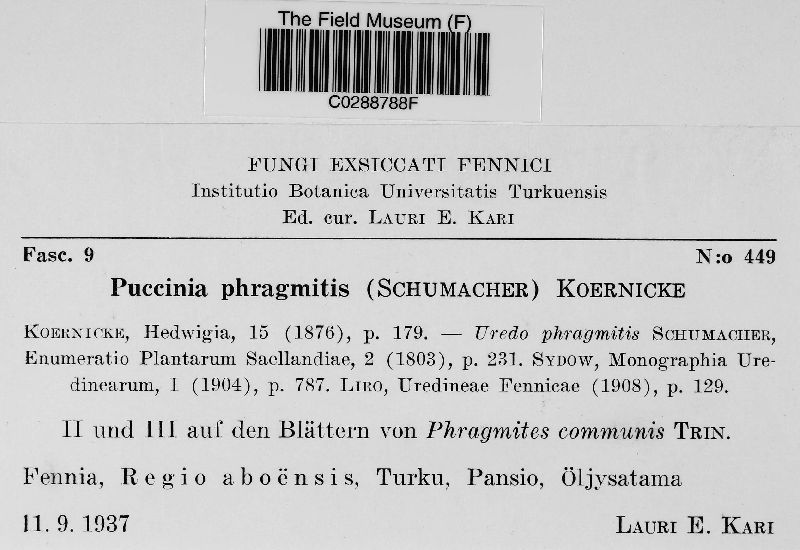 The Field Museum (F)
C0288788F
FUNGI EXSICCATI FENNICI
Institutio Botanica Universitatis Turkuensis
Ed. cur. LAURI E. KARI
Fasc. 9 N:o 449
Puccinia phragmitis (SCHUMACHER) KOERNICKE
KOERNICKE, Hedwigia, 15 (1876), p. 179. — Uredo phragmitis SCHUMACHER,
Enumeratio Plantarum Saellandiae, 2 (1803), p. 231. SYDOW, Monographia Ure-
dinearum, I (1904), p. 787. LIRO, Uredineae Fennicae (1908), p. 129.
II und III auf den Blättern von Phragmites communis TRIN.
Fennia, Regio aboënsis, Turku, Pansio, Öljysatama
11. 9. 1937 LAURI E. KARI